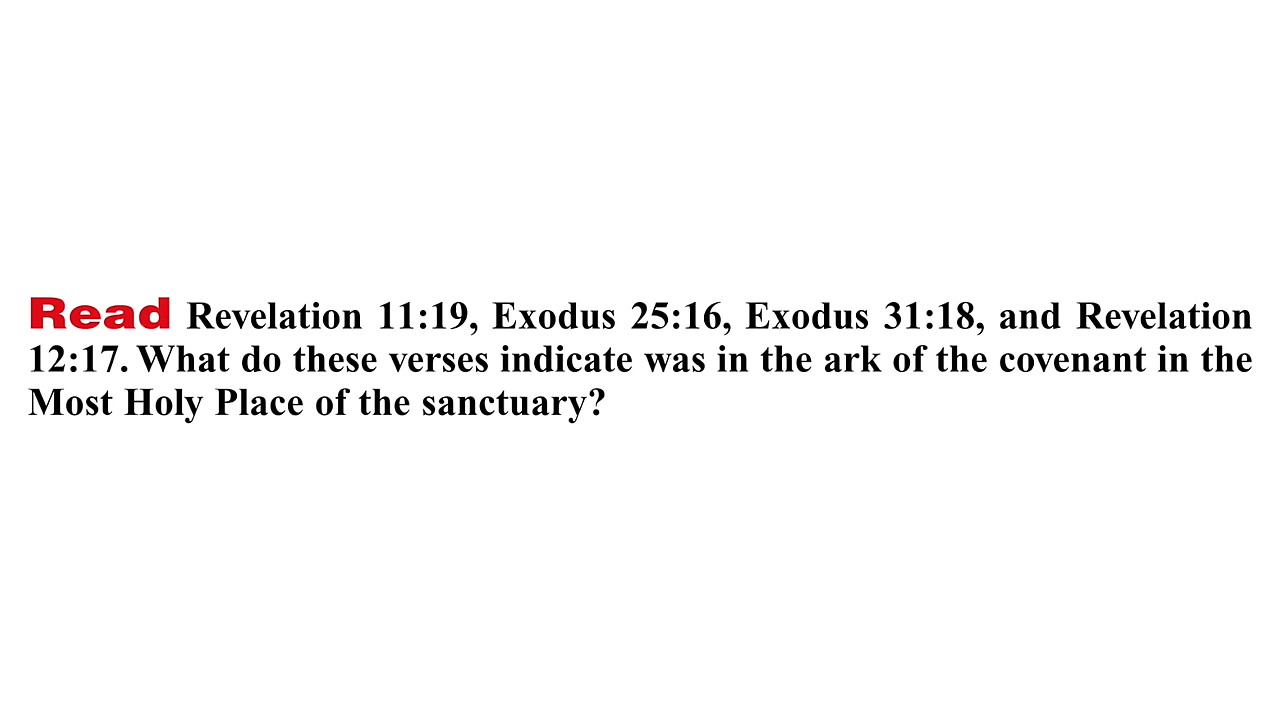 Read Revelation 11:19, Exodus 25:16, Exodus 31:18, and Revelation
12:17. What do these verses indicate was in the ark of the covenant in the
Most Holy Place of the sanctuary?